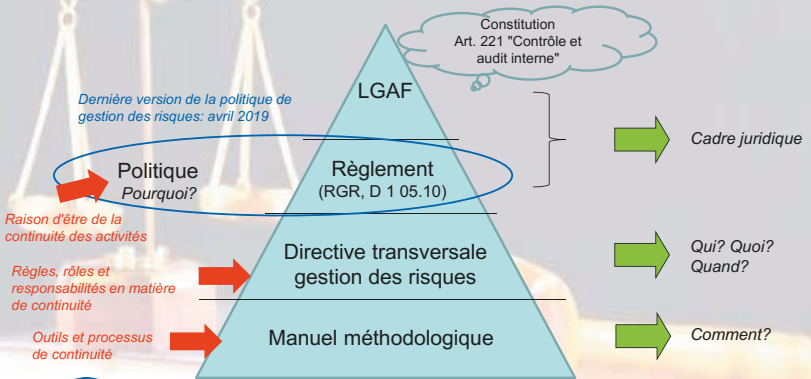 Constitution
Art. 221 "Contrôle et
audit interne"
LGAF
Dernière version de la politique de
gestion des risques: avril 2019
Cadre juridique
Politique
Pourquoi?
Règlement
(RGR, D 1 05.10)
Raison d'être de la
continuité des activités
Directive transversale
gestion des risques
Qui? Quoi?
Quand?
Règles, rôles et
responsabilités en matière
de continuité
Manuel méthodologique
Comment?
Outils et processus
de continuité